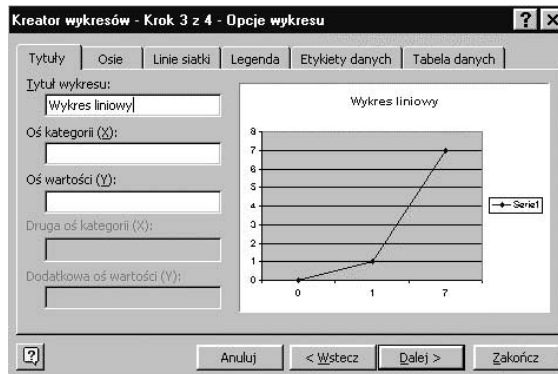 Kreator wykresów - Krok 3 z 4 - Opcje wykresu
Tytuły Osie Linie siatki Legenda Etykiety danych Tabela danych
Tytuł wykresu:
Wykres liniowy
Oś kategorii (X):
Oś wartości (Y):
Druga oś kategorii (X):
Dodatkowa oś wartości (Y):
Wykres liniowy
8
7
6
5
4
3
2
1
0
0 1 7
Serie1
Anuluj < Wstecz Dalej > Zakończ